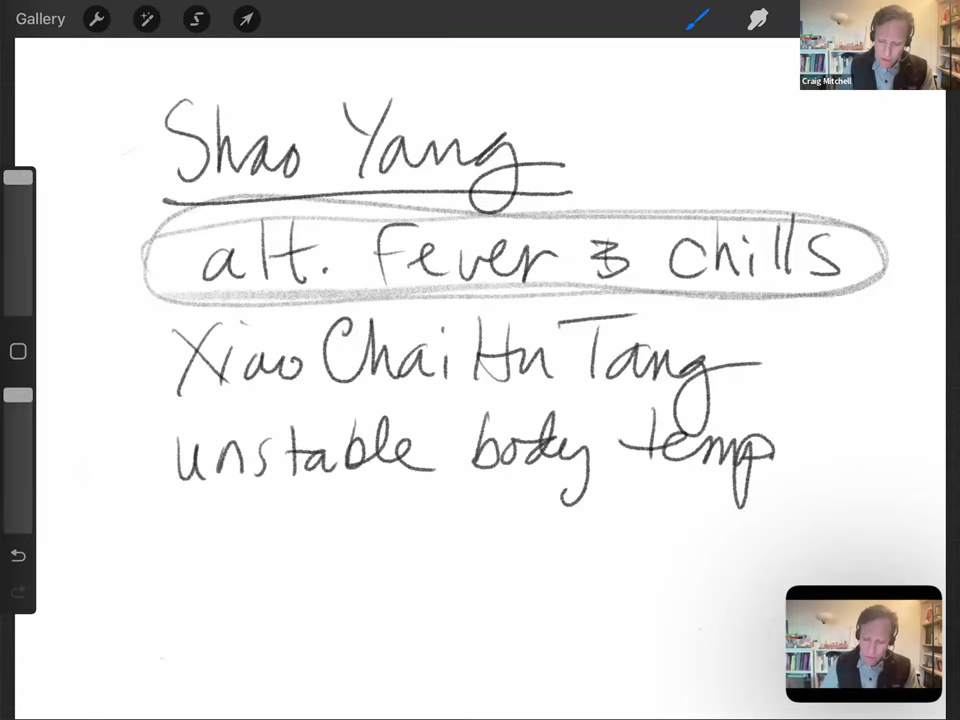 Gallery
Craig Mitchell
Shao Yang
alt. Fever & Chills
Xiao Chai Hu Tang
unstable body temp